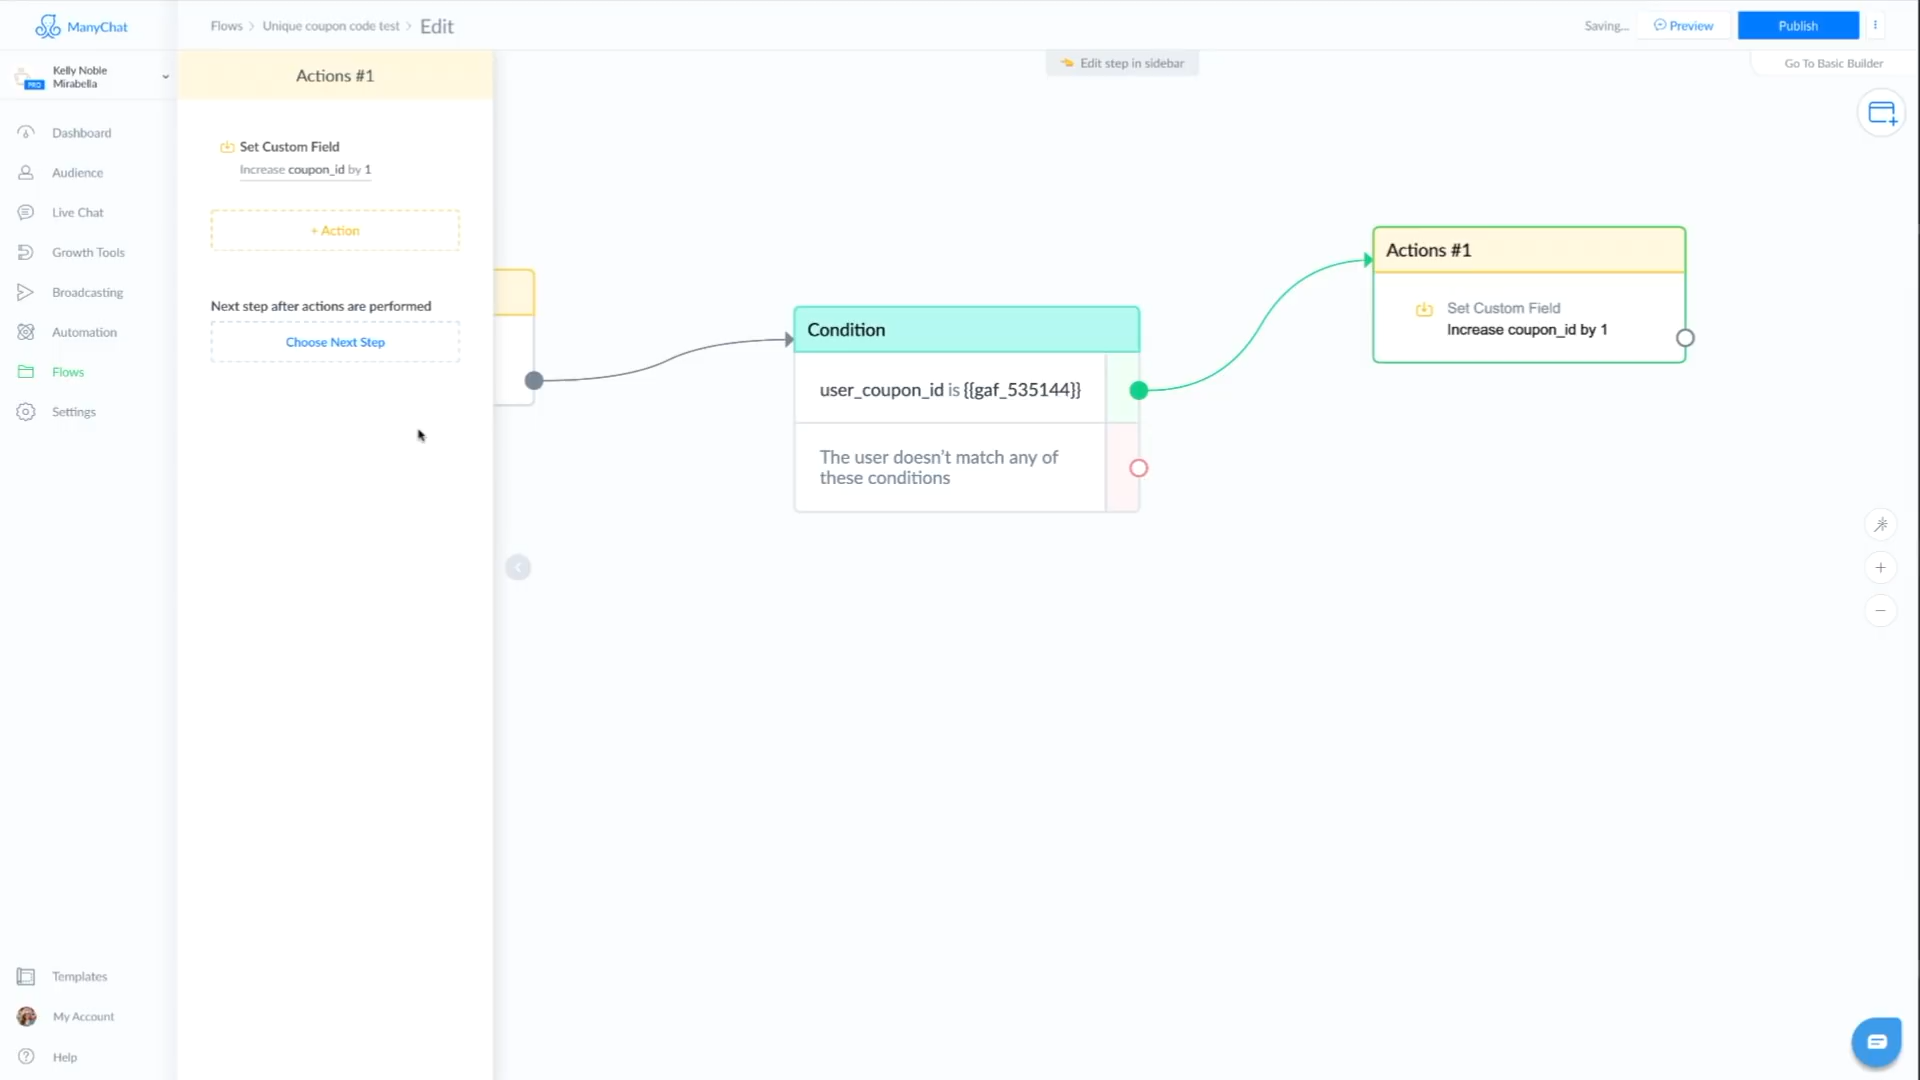 ManyChat
Flows > Unique coupon code test > Edit
Saving...
Preview
Publish
Kelly Noble
Mirabella
PRO
Actions #1
Edit step in sidebar
Go To Basic Builder
Dashboard
Audience
Live Chat
Growth Tools
Broadcasting
Automation
Flows
Settings
Set Custom Field
Increase coupon_id by 1
+ Action
Next step after actions are performed
Choose Next Step
Condition
user_coupon_id is {{gaf_535144}}
The user doesn't match any of
these conditions
Actions #1
Set Custom Field
Increase coupon_id by 1
Templates
My Account
Help